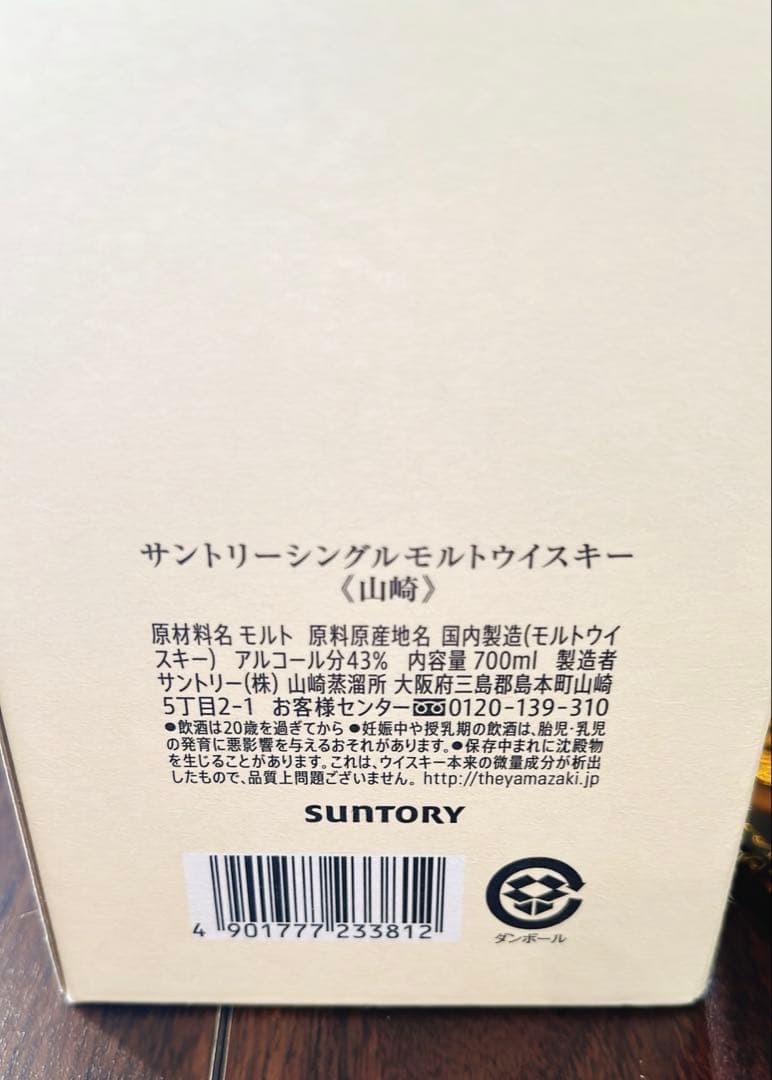 サントリーシングルモルトウイスキー
《山崎》
原材料名 モルト 原料原産地名 国内製造(モルトウイ
スキー) アルコール分43% 内容量 700ml 製造者
サントリー(株) 山崎蒸溜所 大阪府三島郡島本町山崎
5丁目2-1 お客様センター 0120-139-310
●飲酒は20歳を過ぎてから ●妊娠中や授乳期の飲酒は、胎児・乳児
の発育に悪影響を与えるおそれがあります。●保存中まれに沈殿物
を生じることがあります。これは、ウイスキー本来の微量成分が析出
したもので、品質上問題ございません。http://theyamazaki.jp
SUNTORY
4 901777 233812
ダンボール